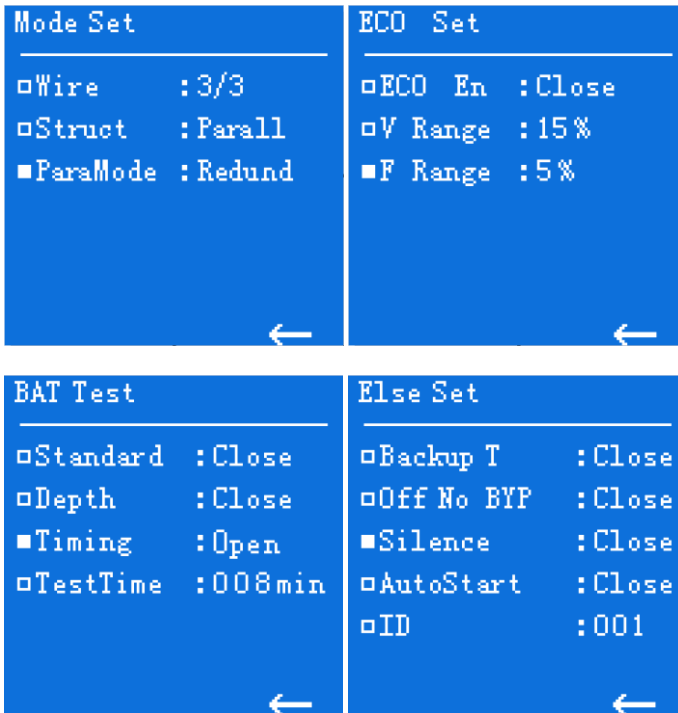 Mode Set
□Wire :3/3
□Struct :Parall
■ParaMode :Redund
←
ECO Set
□ECO En :Close
□V Range :15%
■F Range :5%
←
BAT Test
□Standard :Close
□Depth :Close
■Timing :Open
□TestTime :008min
←
Else Set
□Backup T :Close
□Off No BYP :Close
■Silence :Close
□AutoStart :Close
□ID :001
←